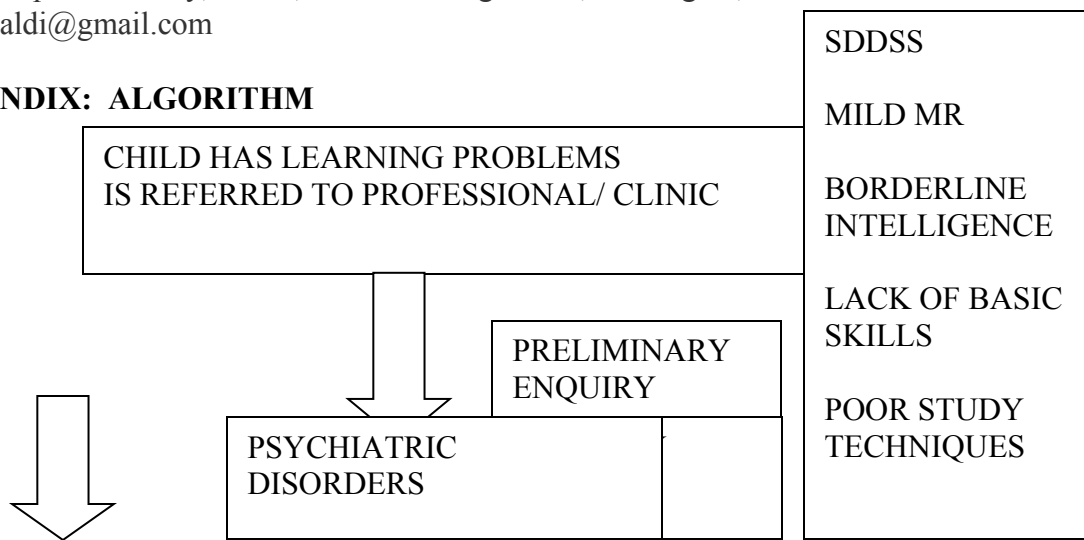 aldi@gmail.com
NDIX: ALGORITHM
CHILD HAS LEARNING PROBLEMS
IS REFERRED TO PROFESSIONAL/ CLINIC
SDDSS
MILD MR
BORDERLINE
INTELLIGENCE
LACK OF BASIC
SKILLS
POOR STUDY
TECHNIQUES
PRELIMINARY
ENQUIRY
PSYCHIATRIC
DISORDERS